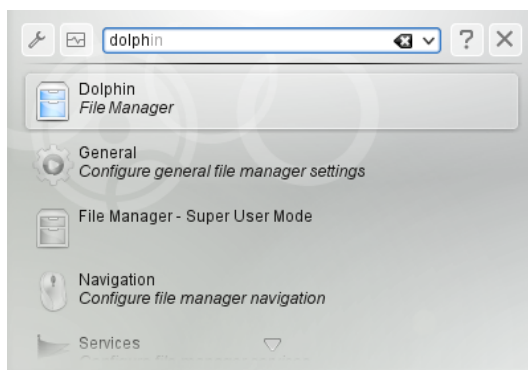 dolphin
Dolphin
File Manager
General
Configure general file manager settings
File Manager - Super User Mode
Navigation
Configure file manager navigation
Services